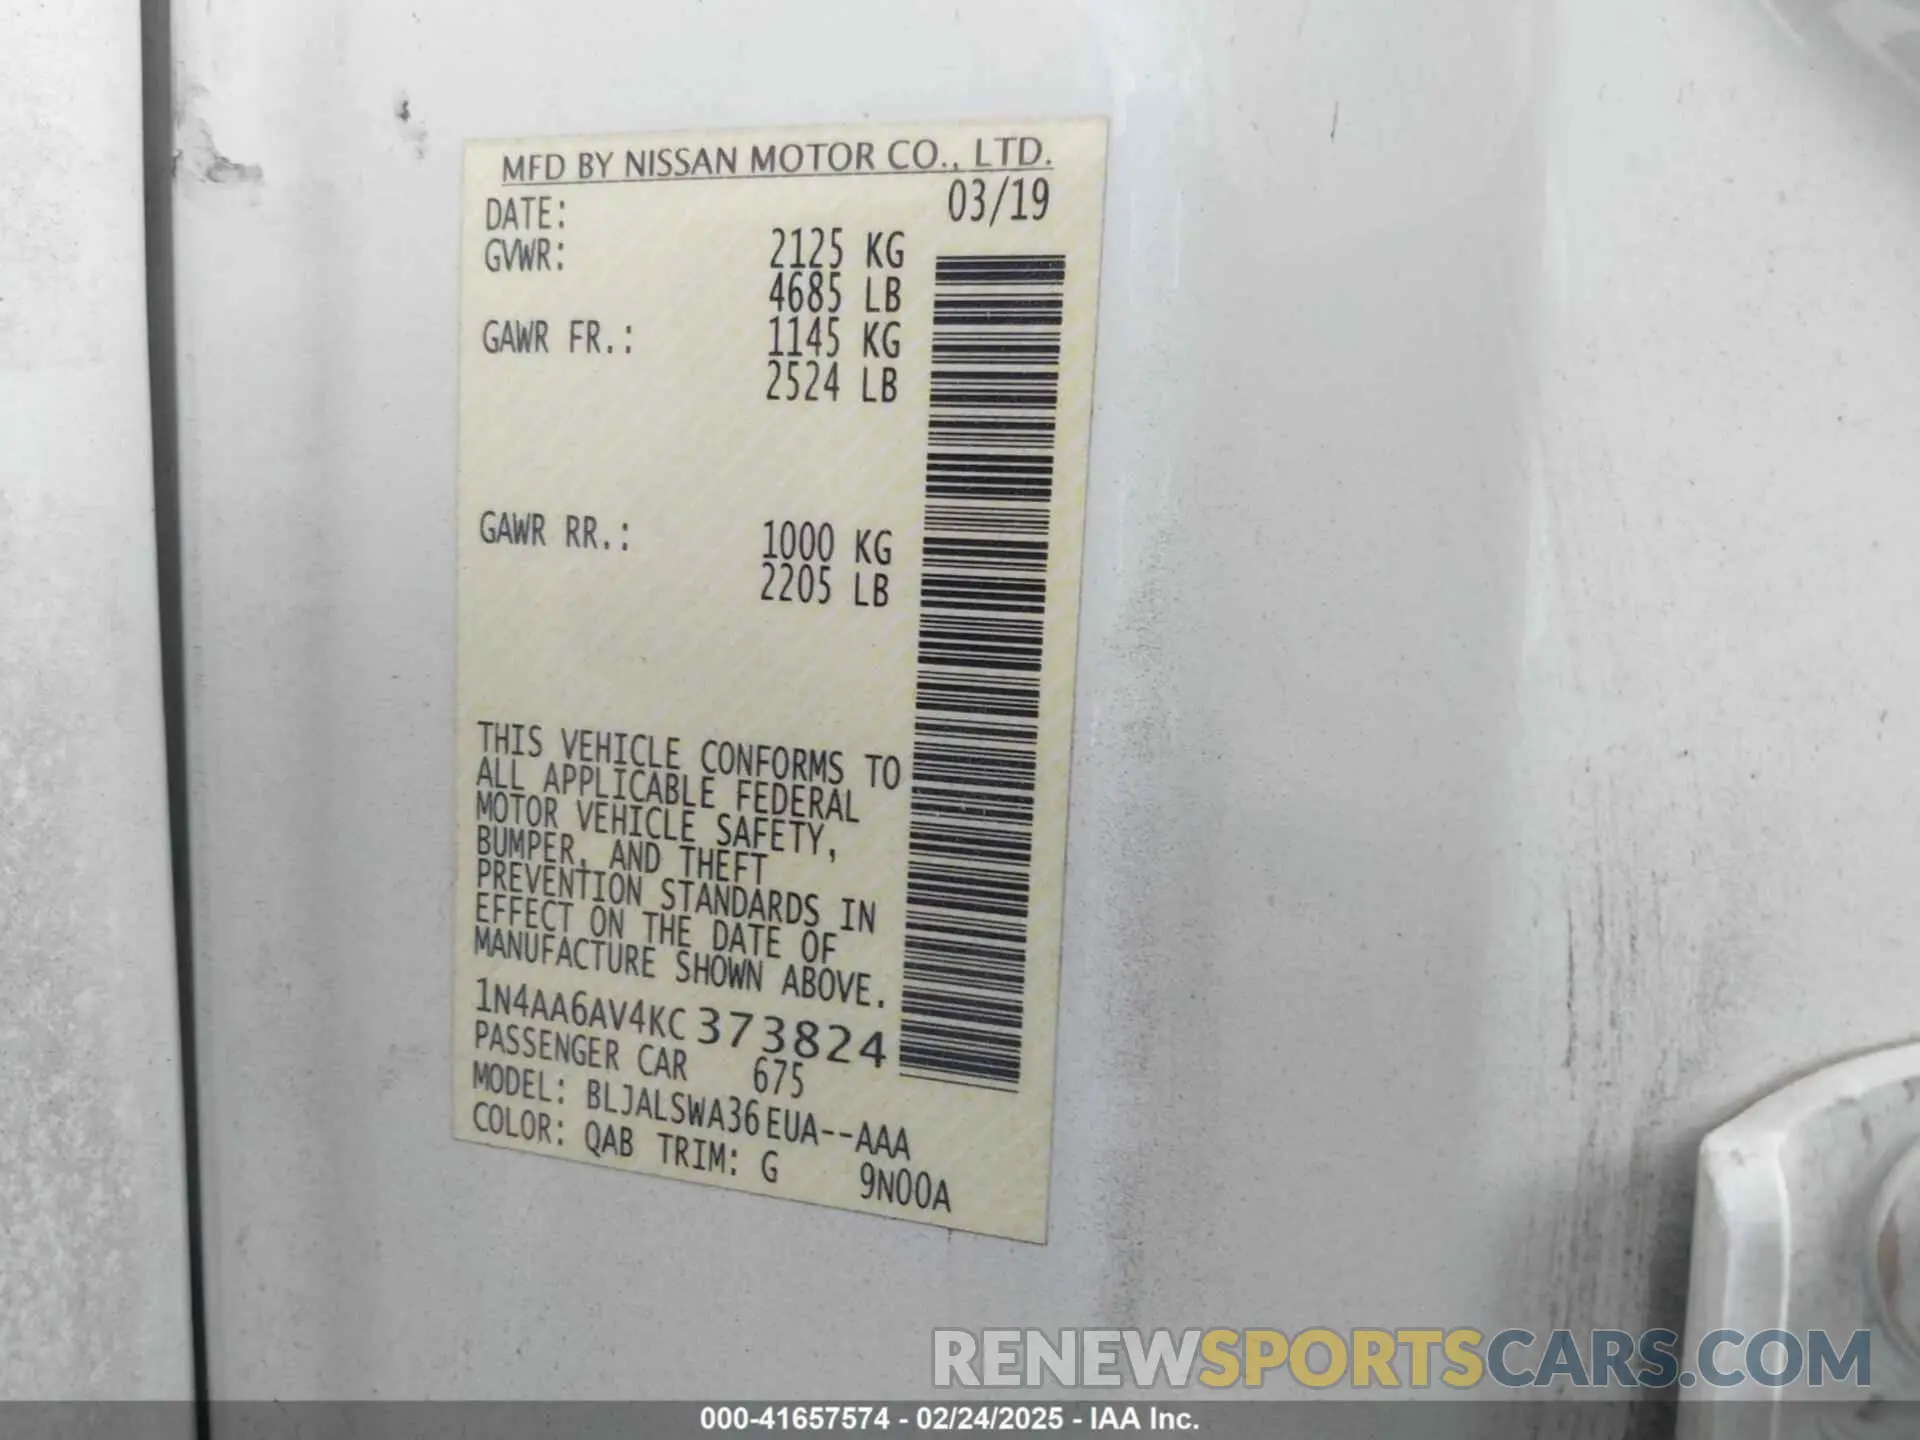 MFD BY NISSAN MOTOR CO., LTD.
DATE: 03/19
GVWR: 2125 KG
4685 LB
GAWR FR.: 1145 KG
2524 LB
GAWR RR.: 1000 KG
2205 LB
THIS VEHICLE CONFORMS TO
ALL APPLICABLE FEDERAL
MOTOR VEHICLE SAFETY,
BUMPER, AND THEFT
PREVENTION STANDARDS IN
EFFECT ON THE DATE OF
MANUFACTURE SHOWN ABOVE.
1N4AA6AV4KC373824
PASSENGER CAR 675
MODEL: BLJALSWA36EUA--AAA
COLOR: QAB TRIM: G 9N00A
RENEWSPORTSCARS.COM
000-41657574 - 02/24/2025 - IAA Inc.